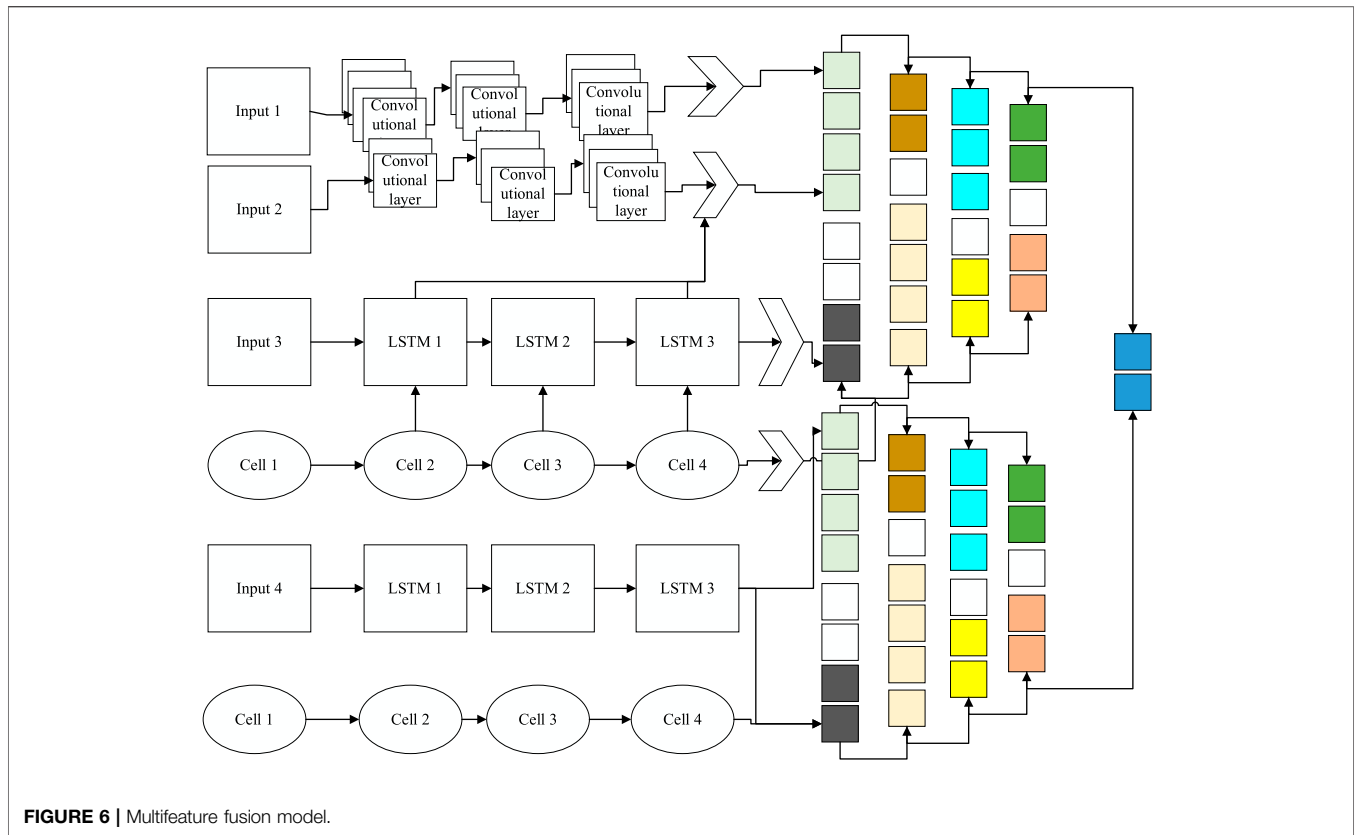 Input 1
Convol
utional
Convol
utional
layer
Convolu
tional
layer
Input 2
Convol
utional
layer
Convol
utional
layer
Convolu
tional
layer
Input 3
LSTM 1
LSTM 2
LSTM 3
Cell 1
Cell 2
Cell 3
Cell 4
Input 4
LSTM 1
LSTM 2
LSTM 3
Cell 1
Cell 2
Cell 3
Cell 4
FIGURE 6 | Multifeature fusion model.